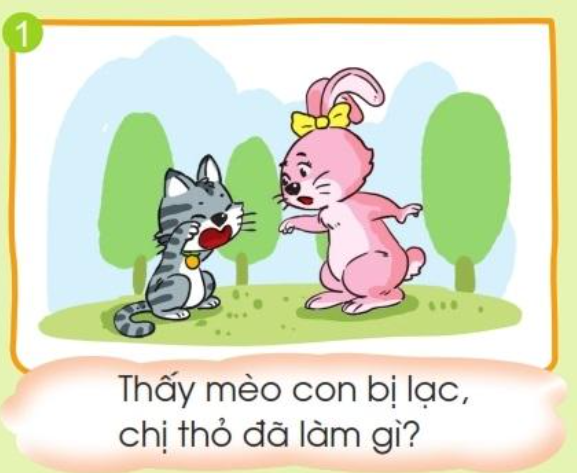 1
Thấy mèo con bị lạc,
chị thỏ đã làm gì?